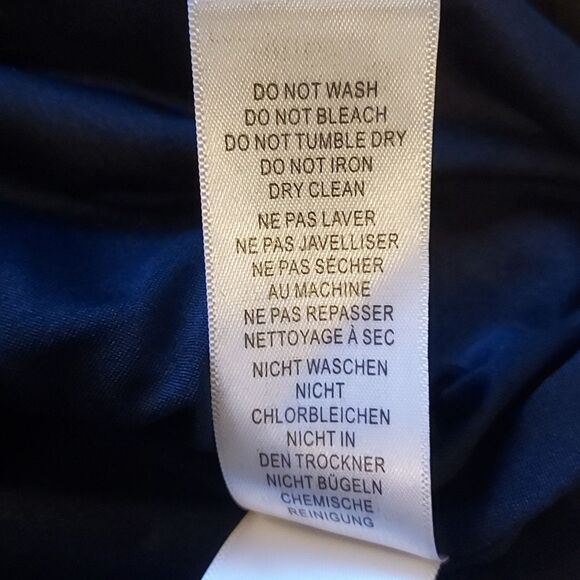 DO NOT WASH
DO NOT BLEACH
DO NOT TUMBLE DRY
DO NOT IRON
DRY CLEAN
NE PAS LAVER
NE PAS JAVELLISER
NE PAS SÉCHER
AU MACHINE
NE PAS REPASSER
NETTOYAGE À SEC
NICHT WASCHEN
NICHT
CHLORBLEICHEN
NICHT IN
DEN TROCKNER
NICHT BÜGELN
CHEMISCHE
REINIGUNG